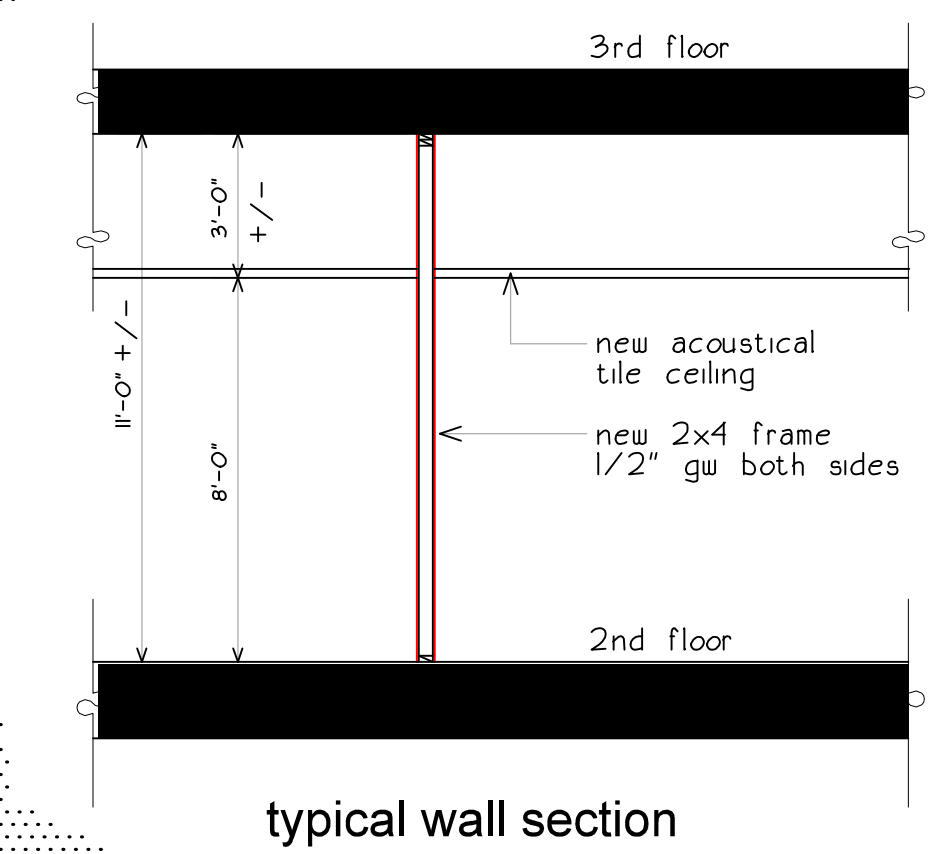 3rd floor
3'-0"
+/-
11'-0" +/-
new acoustical
tile ceiling
new 2x4 frame
1/2" gw both sides
8'-0"
2nd floor
typical wall section